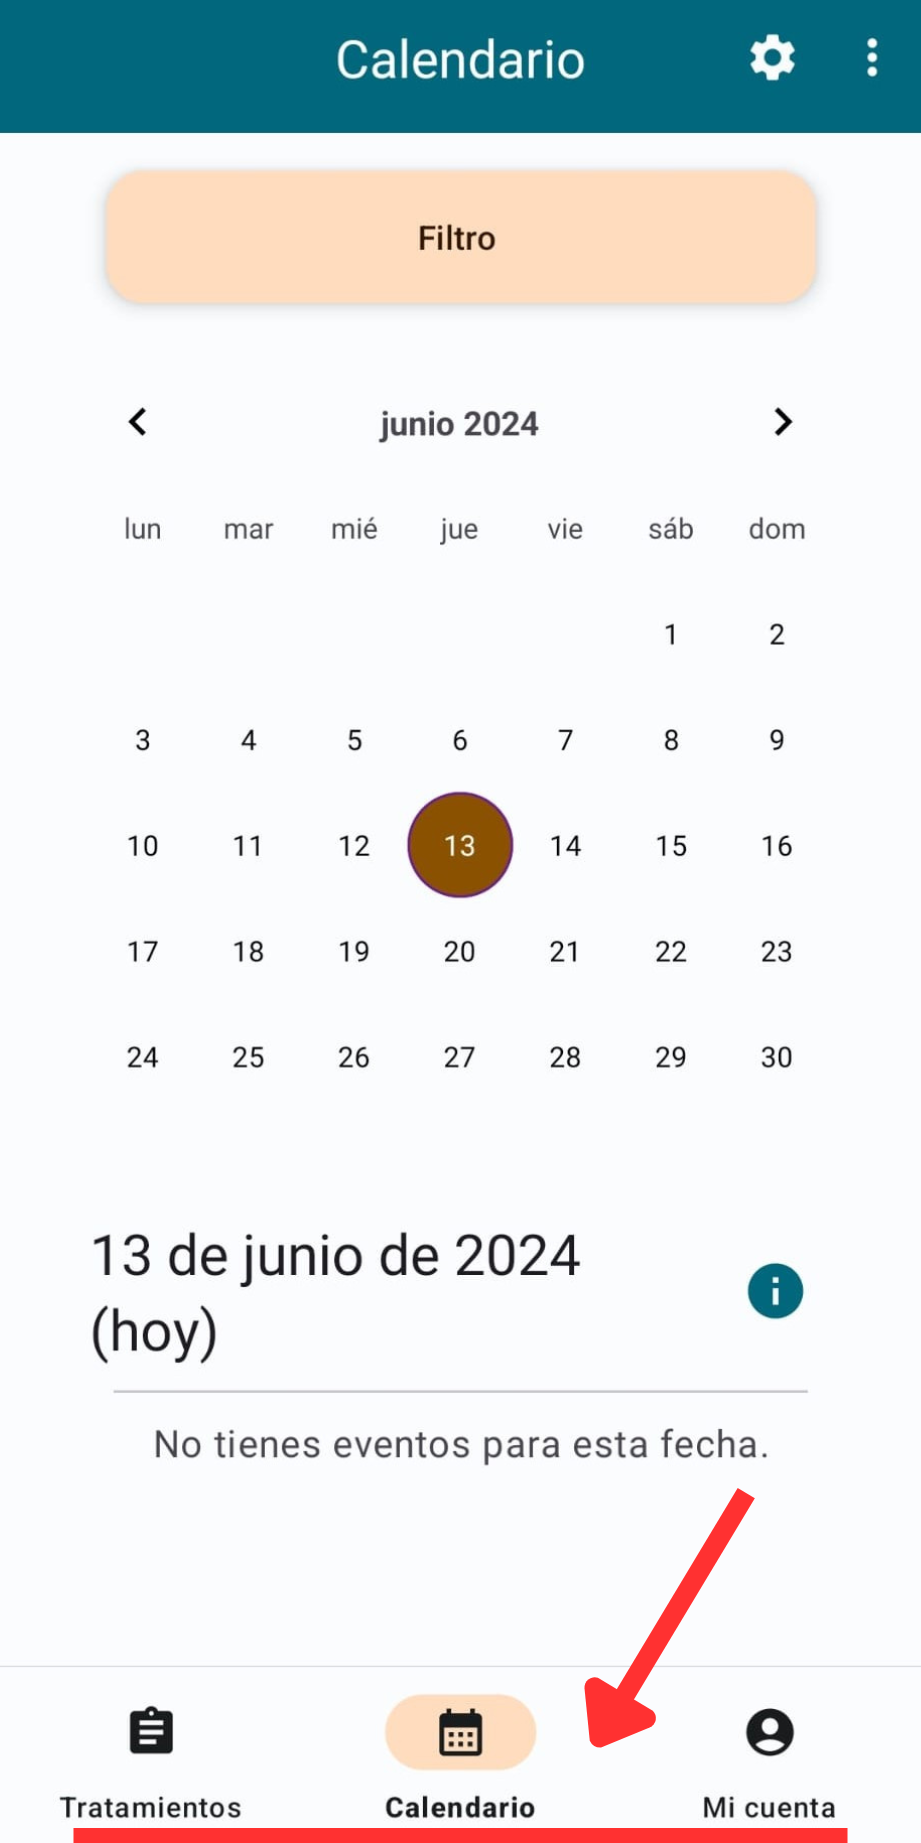 Calendario
Filtro
junio 2024
lun mar mié jue vie sáb dom
1 2
3 4 5 6 7 8 9
10 11 12 13 14 15 16
17 18 19 20 21 22 23
24 25 26 27 28 29 30
13 de junio de 2024
(hoy)
i
No tienes eventos para esta fecha.
Tratamientos Calendario Mi cuenta